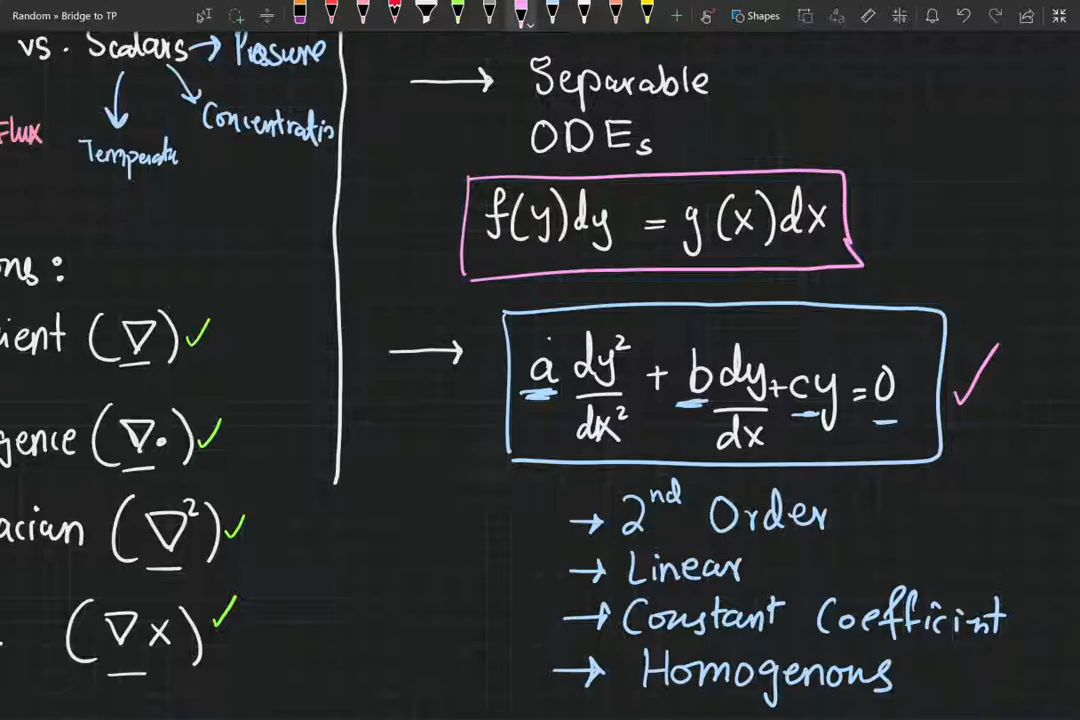 Random » Bridge to TP
Shapes
vs. Scalars → Pressure
Concentratio
Flux
Temperatu
ons:
ient (∇)
gence (∇•)
acian (∇²)
(∇x)
→ Separable
ODEs
f(y)dy = g(x)dx
→ a dy²/dx² + b dy/dx + cy = 0
→ 2nd Order
→ Linear
→ Constant Coefficint
→ Homogenous